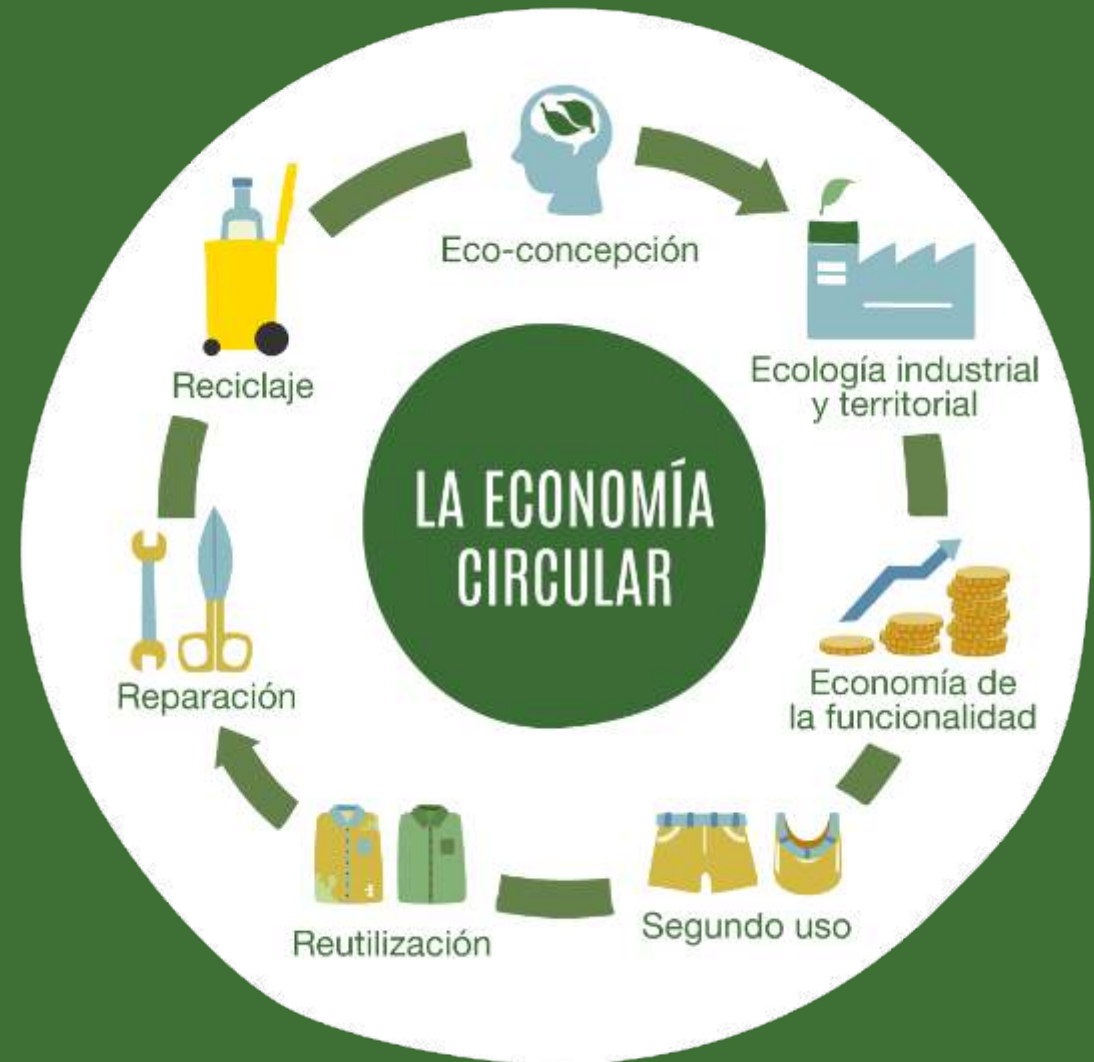 Eco-concepción
Ecología industrial
y territorial
Economía de
la funcionalidad
Segundo uso
Reutilización
Reparación
Reciclaje
LA ECONOMÍA
CIRCULAR